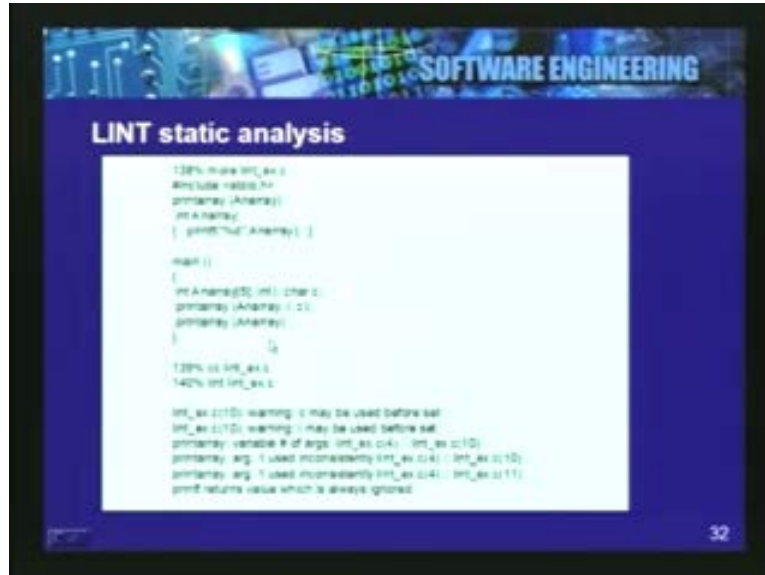 SOFTWARE ENGINEERING
LINT static analysis
138% more lint_ex.c
#include <stdio.h>
printarray (Anarray)
int Anarray;
{ printf("%d",Anarray); }
main ()
{
int Anarray[5]; int i; char c;
printarray (Anarray, i, c);
printarray (Anarray) ;
}
139% cc lint_ex.c
140% lint lint_ex.c
lint_ex.c(10): warning: c may be used before set
lint_ex.c(10): warning: i may be used before set
printarray: variable # of args. lint_ex.c(4) :: lint_ex.c(10)
printarray, arg. 1 used inconsistently lint_ex.c(4) :: lint_ex.c(10)
printarray, arg. 1 used inconsistently lint_ex.c(4) :: lint_ex.c(11)
printf returns value which is always ignored
32